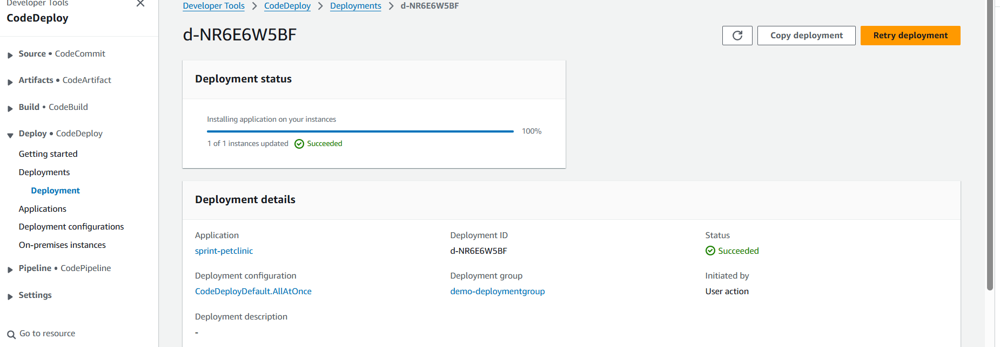 Developer Tools
CodeDeploy
Source • CodeCommit
Artifacts • CodeArtifact
Build • CodeBuild
Deploy • CodeDeploy
Getting started
Deployments
Deployment
Applications
Deployment configurations
On-premises instances
Pipeline • CodePipeline
Settings
Go to resource
Developer Tools > CodeDeploy > Deployments > d-NR6E6W5BF
d-NR6E6W5BF
Copy deployment
Retry deployment
Deployment status
Installing application on your instances
100%
1 of 1 instances updated Succeeded
Deployment details
Application
sprint-petclinic
Deployment ID
d-NR6E6W5BF
Status
Succeeded
Deployment configuration
CodeDeployDefault.AllAtOnce
Deployment group
demo-deploymentgroup
Initiated by
User action
Deployment description
-